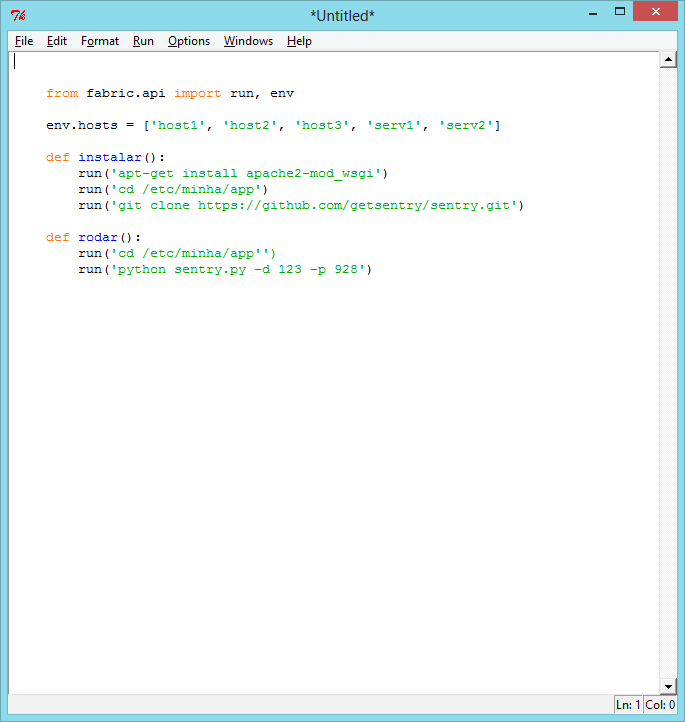 *Untitled*
File Edit Format Run Options Windows Help
from fabric.api import run, env
env.hosts = ['host1', 'host2', 'host3', 'serv1', 'serv2']
def instalar():
run('apt-get install apache2-mod_wsgi')
run('cd /etc/minha/app')
run('git clone https://github.com/getsentry/sentry.git')
def rodar():
run('cd /etc/minha/app'')
run('python sentry.py -d 123 -p 928')
Ln: 1 Col: 0